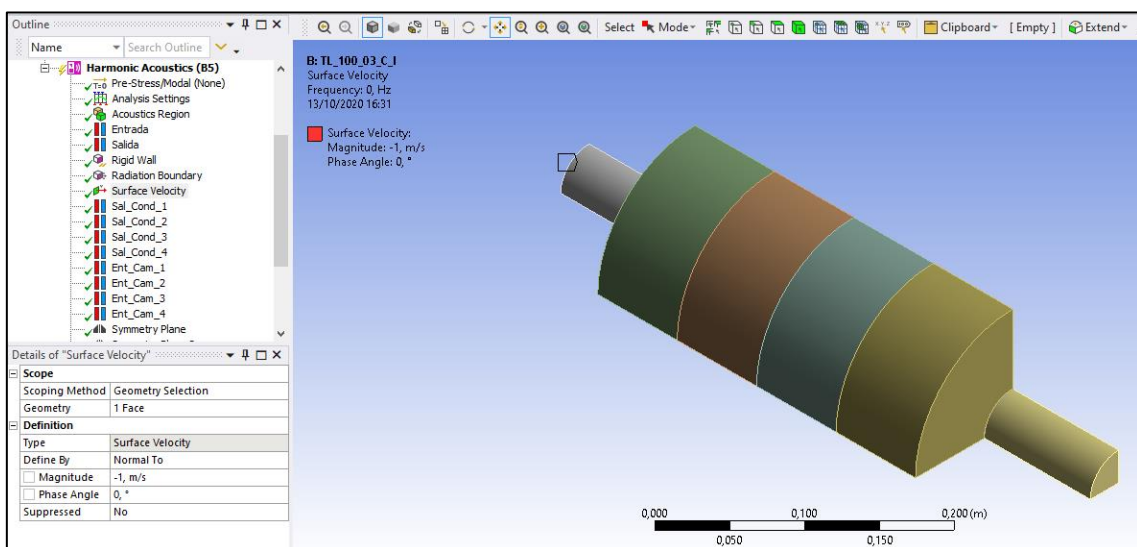 Outline
Name
Search Outline
Harmonic Acoustics (B5)
T=0
Pre-Stress/Modal (None)
Analysis Settings
Acoustics Region
Entrada
Salida
Rigid Wall
Radiation Boundary
Surface Velocity
Sal_Cond_1
Sal_Cond_2
Sal_Cond_3
Sal_Cond_4
Ent_Cam_1
Ent_Cam_2
Ent_Cam_3
Ent_Cam_4
Symmetry Plane
Details of "Surface Velocity"
Scope
Scoping Method Geometry Selection
Geometry 1 Face
Definition
Type Surface Velocity
Define By Normal To
Magnitude -1, m/s
Phase Angle 0, °
Suppressed No
Select Mode Clipboard [ Empty ] Extend
B: TL_100_03_C_I
Surface Velocity
Frequency: 0, Hz
13/10/2020 16:31
Surface Velocity:
Magnitude: -1, m/s
Phase Angle: 0, °
0,000 0,100 0,200 (m)
0,050 0,150